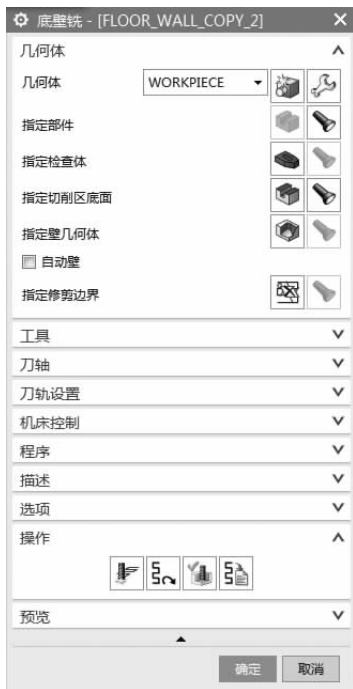 底壁铣 - [FLOOR_WALL_COPY_2]
几何体
几何体 WORKPIECE
指定部件
指定检查体
指定切削区底面
指定壁几何体
自动壁
指定修剪边界
工具
刀轴
刀轨设置
机床控制
程序
描述
选项
操作
预览
确定 取消